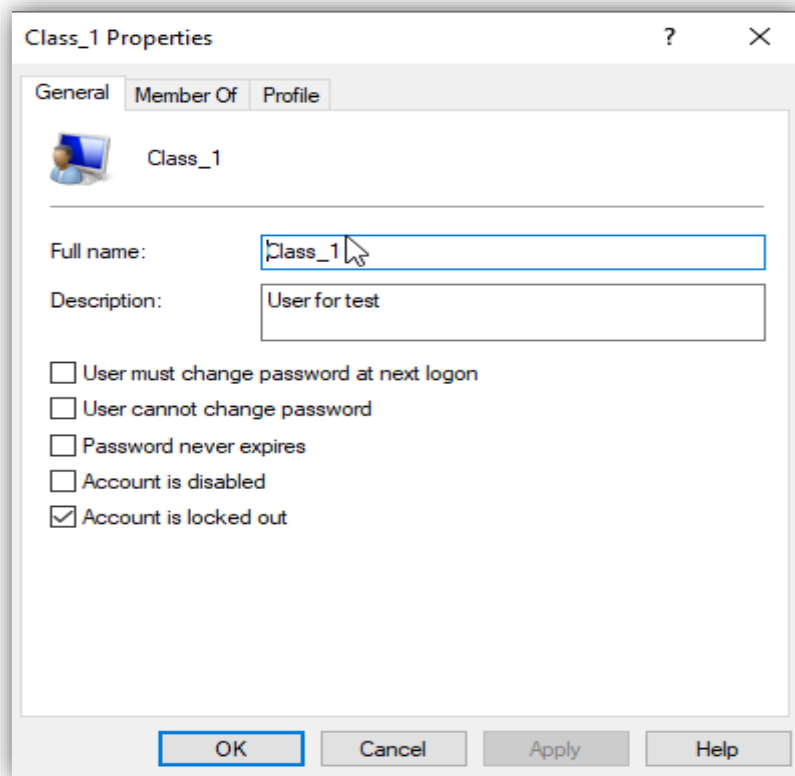 Class_1 Properties ?
General Member Of Profile
Class_1
Full name: Class_1
Description: User for test
User must change password at next logon
User cannot change password
Password never expires
Account is disabled
Account is locked out
OK Cancel Apply Help